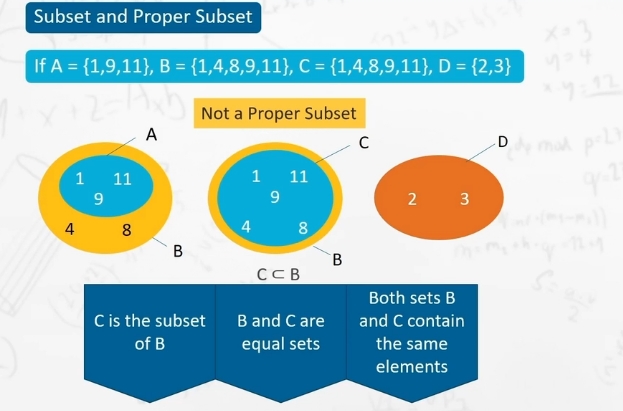 Subset and Proper Subset
If A = {1,9,11}, B = {1,4,8,9,11}, C = {1,4,8,9,11}, D = {2,3}
Not a Proper Subset
A
1 11
9
4 8
B
C
1 11
9
4 8
B
C ⊂ B
D
2 3
C is the subset
of B
B and C are
equal sets
Both sets B
and C contain
the same
elements